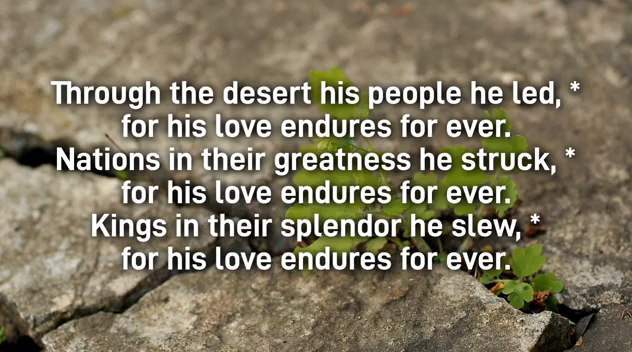 Through the desert his people he led, *
for his love endures for ever.
Nations in their greatness he struck, *
for his love endures for ever.
Kings in their splendor he slew, *
for his love endures for ever.